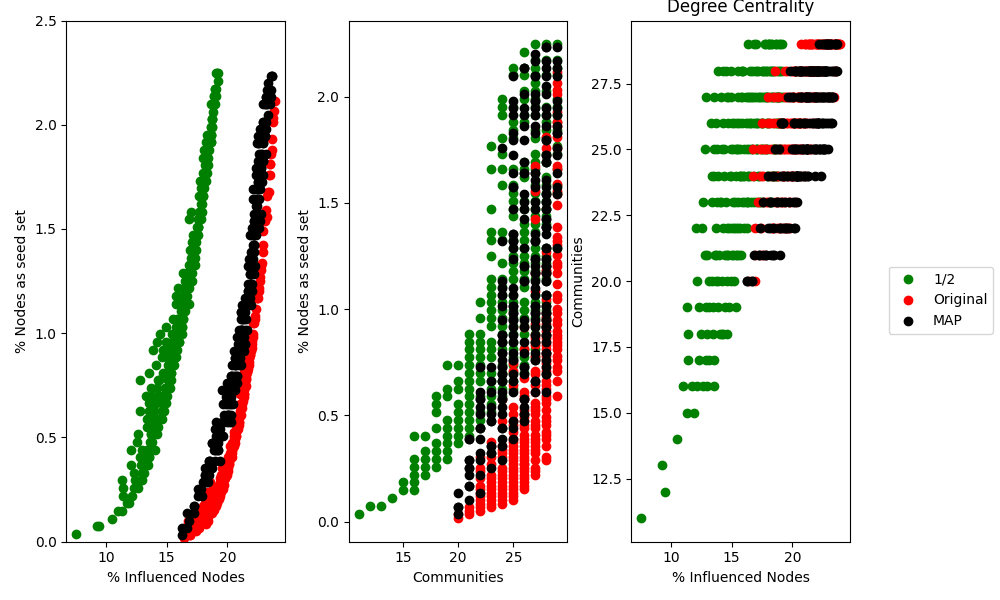 Degree Centrality
% Nodes as seed set
2.5
2.0
1.5
1.0
0.5
0.0
10 15 20
% Influenced Nodes
% Nodes as seed set
2.0
1.5
1.0
0.5
0.0
15 20 25
Communities
Communities
27.5
25.0
22.5
20.0
17.5
15.0
12.5
10 15 20
% Influenced Nodes
1/2
Original
MAP